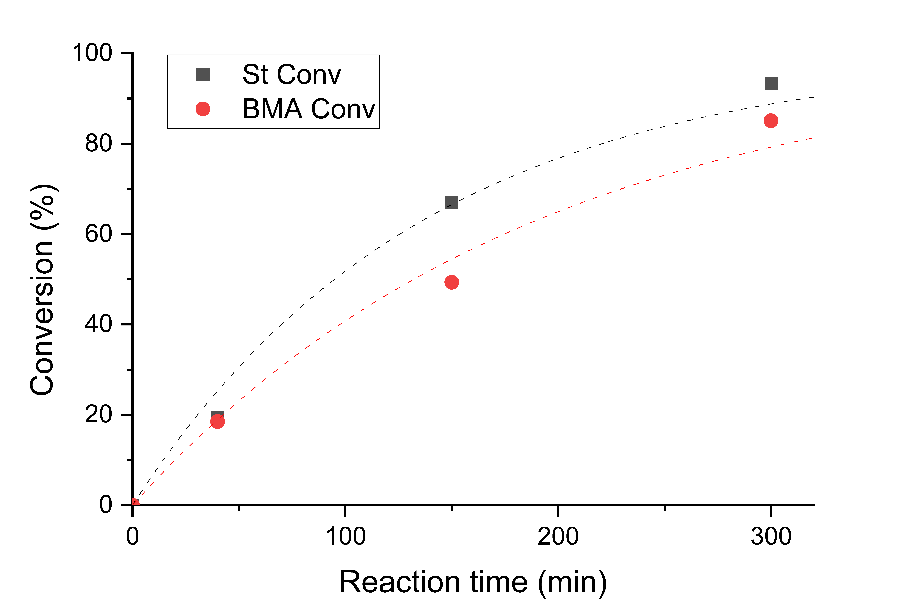 100
80
60
40
20
0
St Conv
BMA Conv
Conversion (%)
0 100 200 300
Reaction time (min)